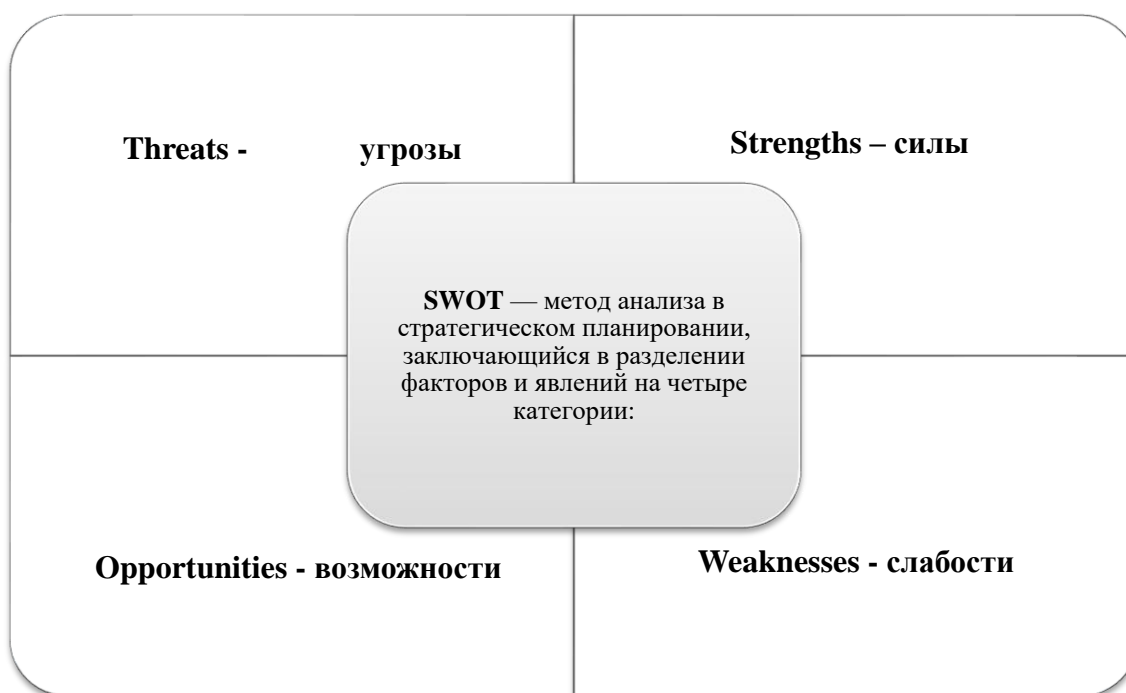 Threats - угрозы
Strengths – силы
SWOT — метод анализа в
стратегическом планировании,
заключающийся в разделении
факторов и явлений на четыре
категории:
Opportunities - возможности
Weaknesses - слабости